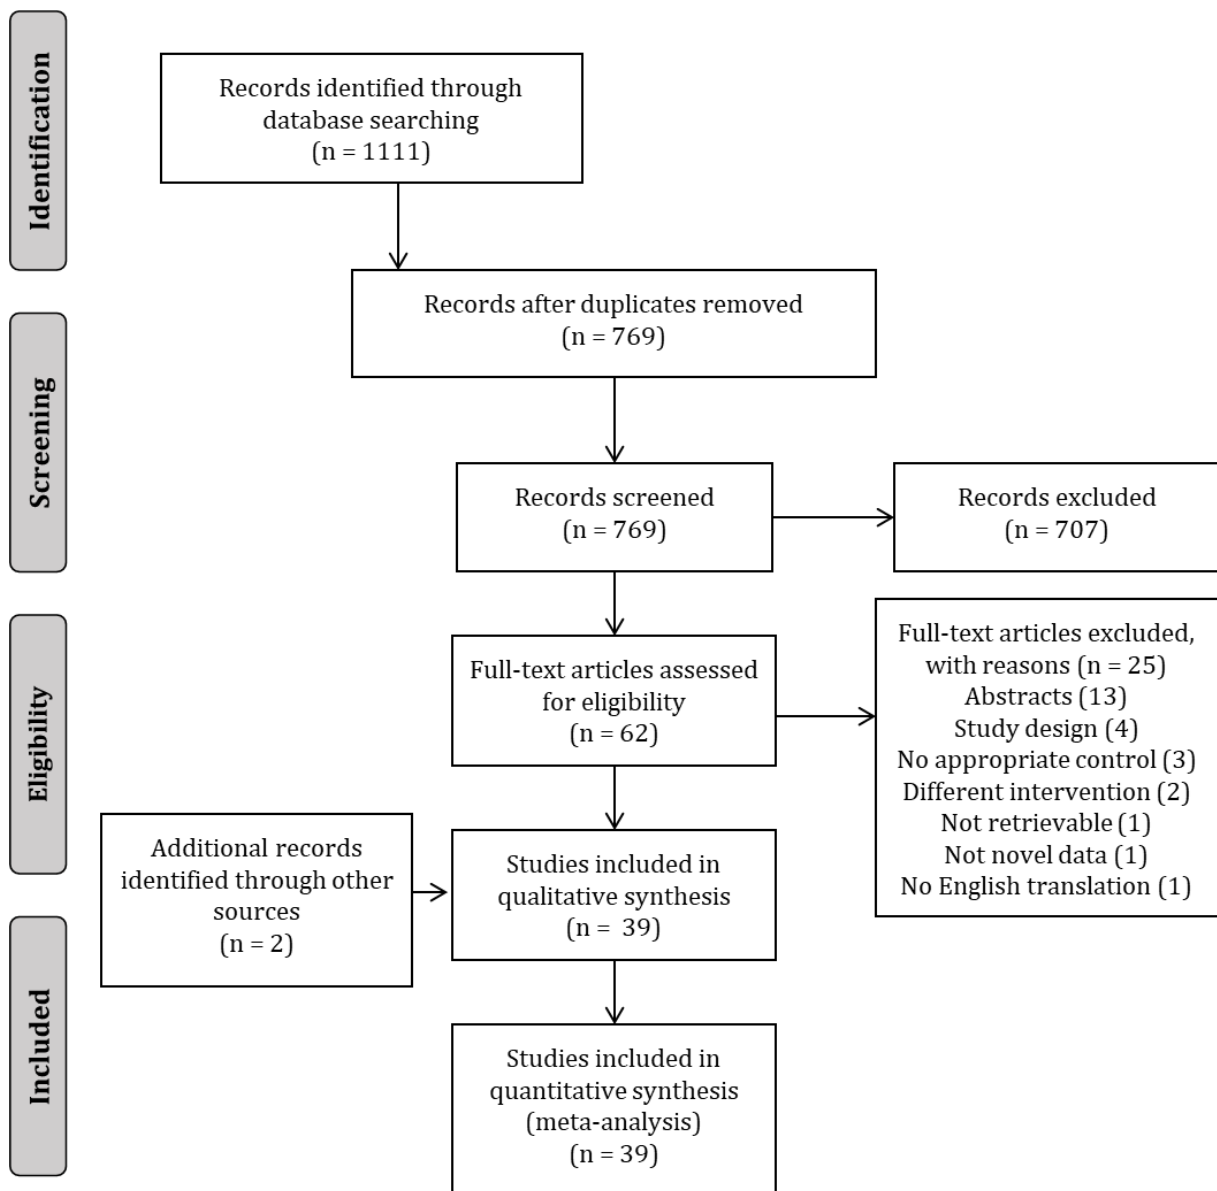 Identification
Records identified through
database searching
(n = 1111)
Records after duplicates removed
(n = 769)
Screening
Records screened
(n = 769)
Records excluded
(n = 707)
Eligibility
Full-text articles assessed
for eligibility
(n = 62)
Full-text articles excluded,
with reasons (n = 25)
Abstracts (13)
Study design (4)
No appropriate control (3)
Different intervention (2)
Not retrievable (1)
Not novel data (1)
No English translation (1)
Additional records
identified through other
sources
(n = 2)
Studies included in
qualitative synthesis
(n = 39)
Included
Studies included in
quantitative synthesis
(meta-analysis)
(n = 39)